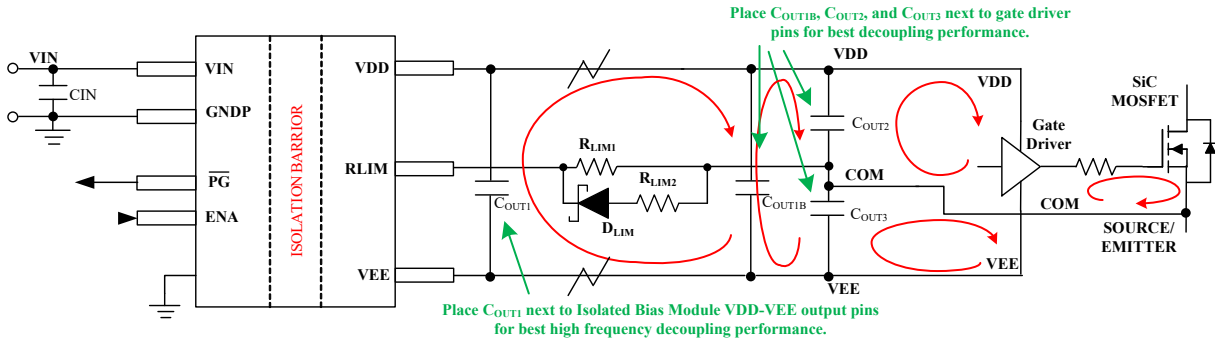 Place COUT1B, COUT2, and COUT3 next to gate driver
pins for best decoupling performance.
VIN
CIN
VIN
GNDP
PG
ENA
ISOLATION BARRIER
VDD
RLIM
VEE
COUT1
RLIM1
RLIM2
DLIM
COUT1B
VDD
COUT2
COM
COUT3
VEE
VDD
Gate
Driver
VEE
SiC
MOSFET
COM
SOURCE/
EMITTER
Place COUT1 next to Isolated Bias Module VDD-VEE output pins
for best high frequency decoupling performance.